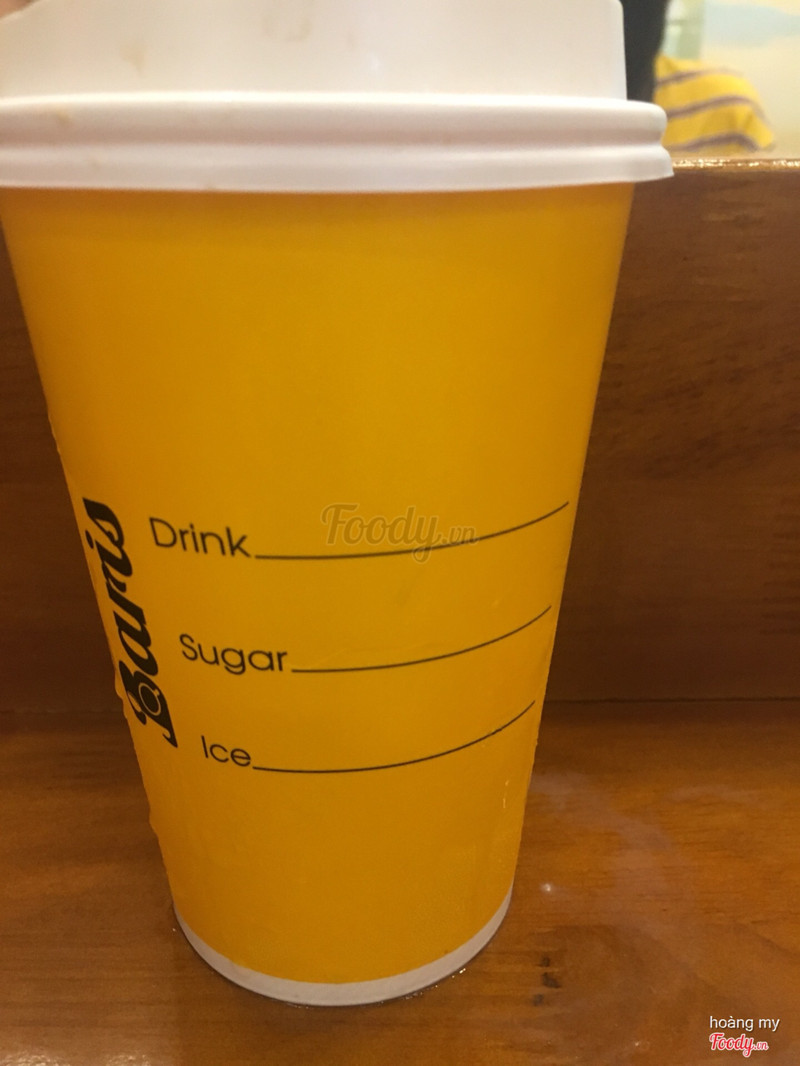 Baris
Drink
Foody.vn
Sugar
Ice
hoàng my
Foody.vn